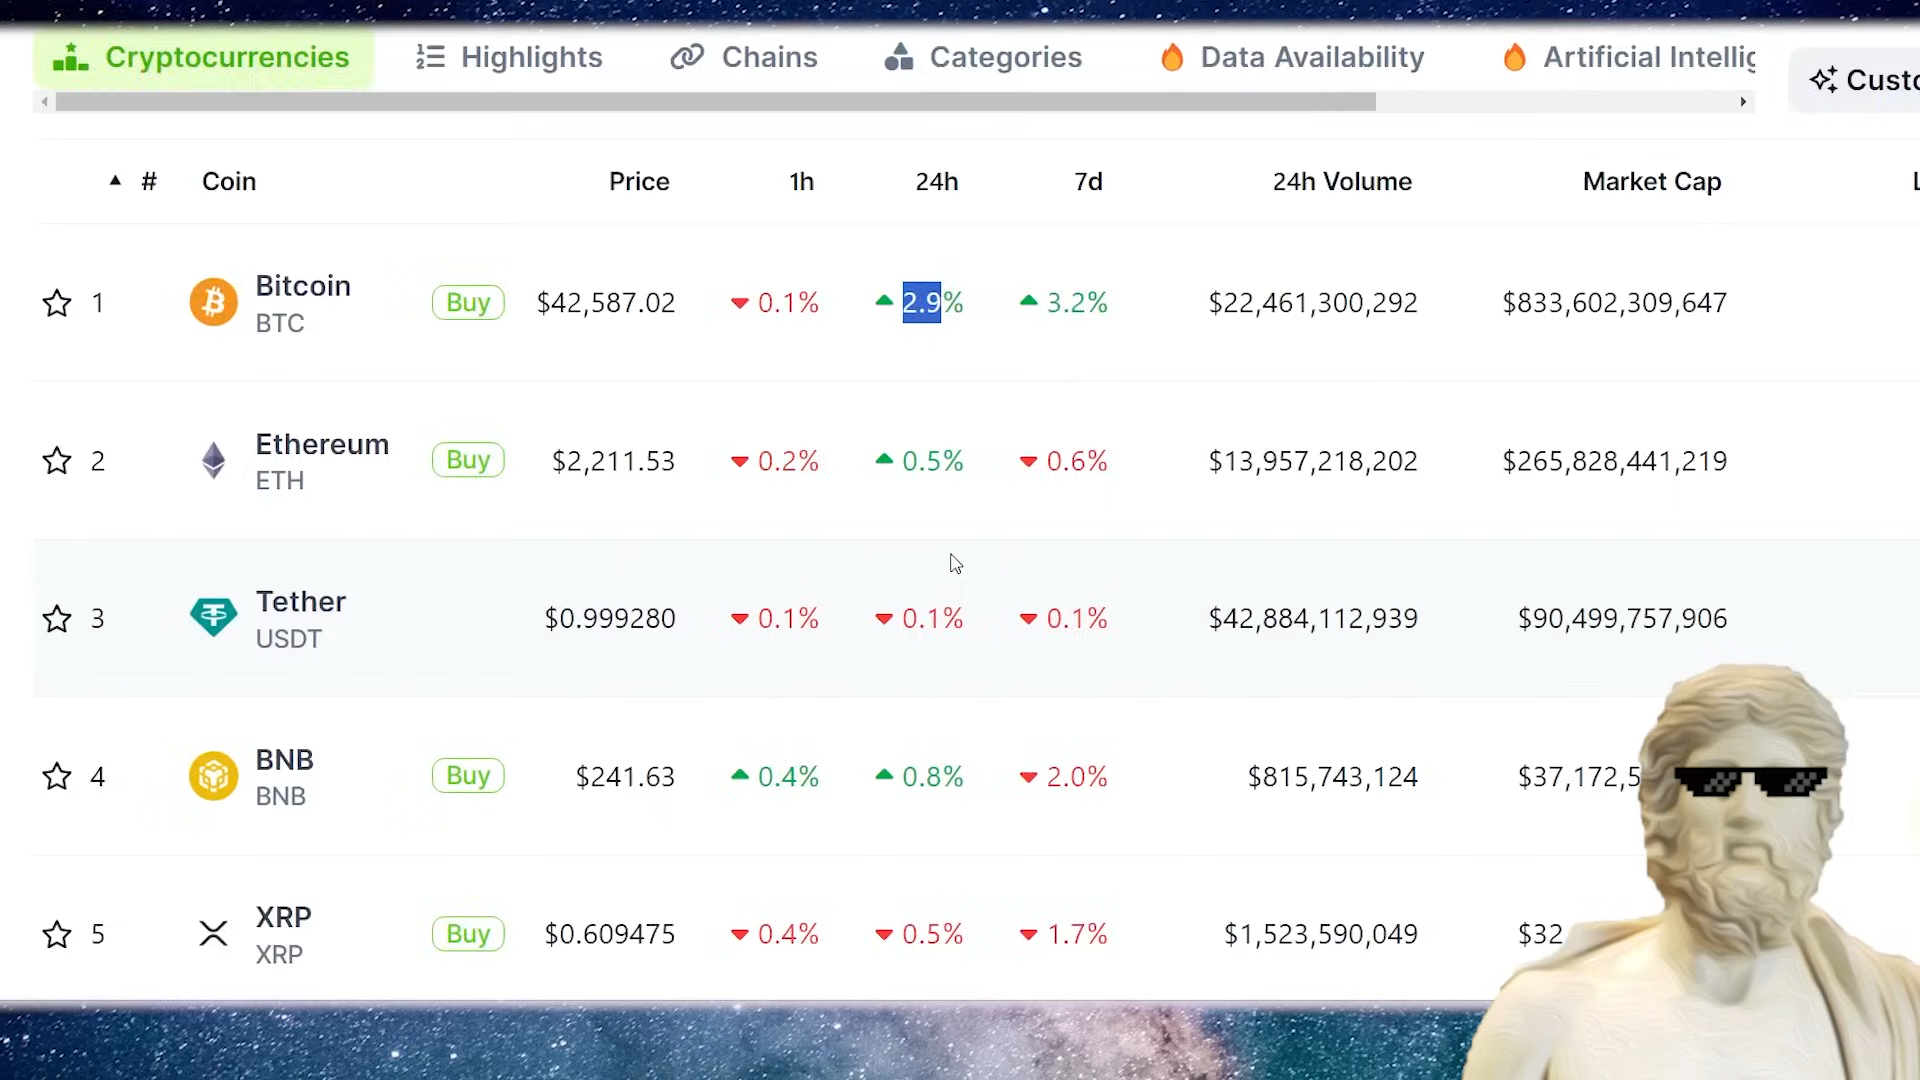 Cryptocurrencies Highlights Chains Categories Data Availability Artificial
# Coin Price 1h 24h 7d 24h Volume Market Cap
1 Bitcoin BTC Buy $42,587.02 0.1% 2.9% 3.2% $22,461,300,292 $833,602,309,647
2 Ethereum ETH Buy $2,211.53 0.2% 0.5% 0.6% $13,957,218,202 $265,828,441,219
3 Tether USDT $0.999280 0.1% 0.1% 0.1% $42,884,112,939 $90,499,757,906
4 BNB BNB Buy $241.63 0.4% 0.8% 2.0% $815,743,124 $37,172,5
5 XRP XRP Buy $0.609475 0.4% 0.5% 1.7% $1,523,590,049 $32